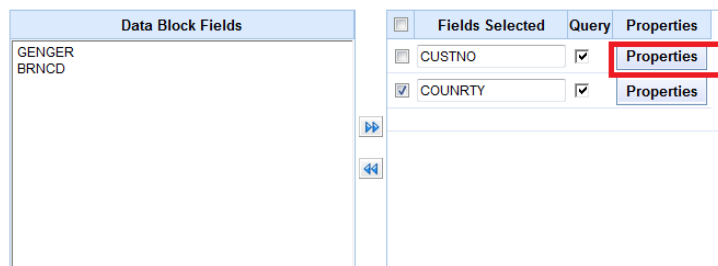 Data Block Fields
Fields Selected Query Properties
GENGER
BRNCD
CUSTNO Properties
COUNRTY Properties